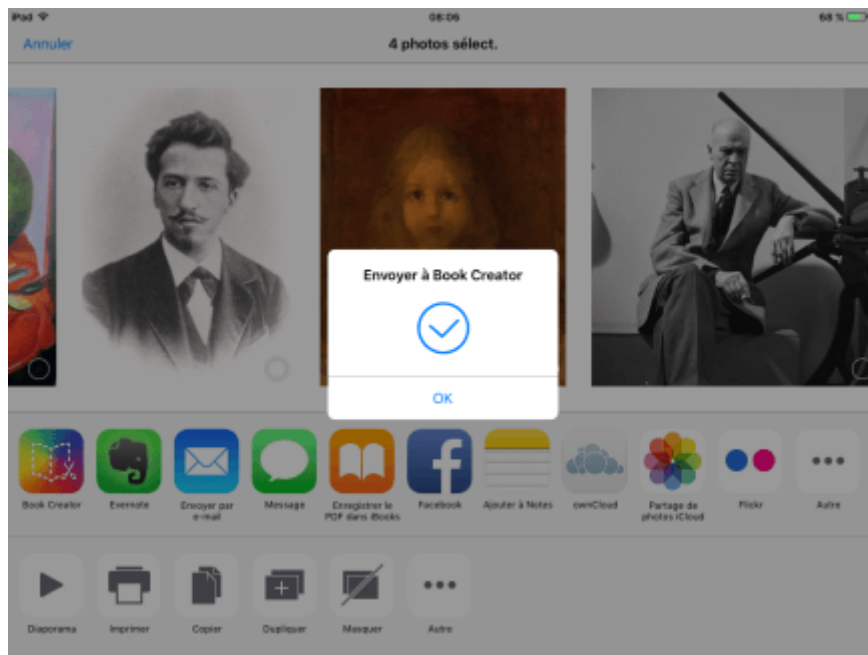 iPad
08:06
68 %
Annuler
4 photos sélect.
Envoyer à Book Creator
OK
Book Creator
Evernote
Envoyer par
e-mail
Message
Enregistrer le
PDF dans iBooks
Facebook
Ajouter à Notes
ownCloud
Partage de
photos iCloud
Flickr
Autre
Diaporama
Imprimer
Copier
Dupliquer
Masquer
Autre